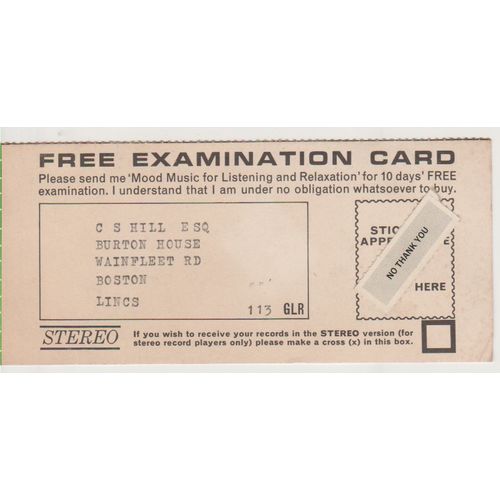 FREE EXAMINATION CARD
Please send me 'Mood Music for Listening and Relaxation' for 10 days' FREE
examination. I understand that I am under no obligation whatsoever to buy.
C S HILL ESQ
BURTON HOUSE
WAINFLEET RD
BOSTON
LINCS
113 GLR
HERE
NO THANK YOU
STEREO
If you wish to receive your records in the STEREO version (for
stereo record players only) please make a cross (x) in this box.